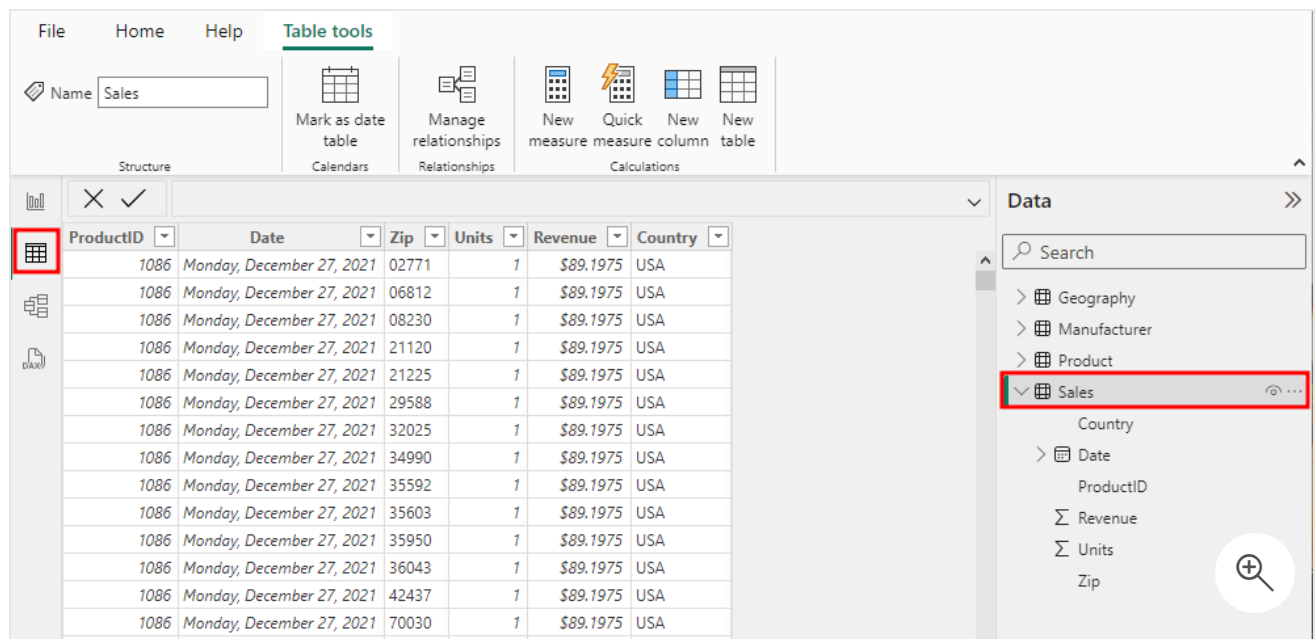 File Home Help Table tools
Name Sales
Mark as date table
Manage relationships
New measure
Quick measure
New column
New table
Structure Calendars Relationships Calculations
Data
Search
ProductID Date Zip Units Revenue Country
1086 Monday, December 27, 2021 02771 1 $89.1975 USA
1086 Monday, December 27, 2021 06812 1 $89.1975 USA
1086 Monday, December 27, 2021 08230 1 $89.1975 USA
1086 Monday, December 27, 2021 21120 1 $89.1975 USA
1086 Monday, December 27, 2021 21225 1 $89.1975 USA
1086 Monday, December 27, 2021 29588 1 $89.1975 USA
1086 Monday, December 27, 2021 32025 1 $89.1975 USA
1086 Monday, December 27, 2021 34990 1 $89.1975 USA
1086 Monday, December 27, 2021 35592 1 $89.1975 USA
1086 Monday, December 27, 2021 35603 1 $89.1975 USA
1086 Monday, December 27, 2021 35950 1 $89.1975 USA
1086 Monday, December 27, 2021 36043 1 $89.1975 USA
1086 Monday, December 27, 2021 42437 1 $89.1975 USA
1086 Monday, December 27, 2021 70030 1 $89.1975 USA
DAX
Geography
Manufacturer
Product
Sales
Country
Date
ProductID
Σ Revenue
Σ Units
Zip